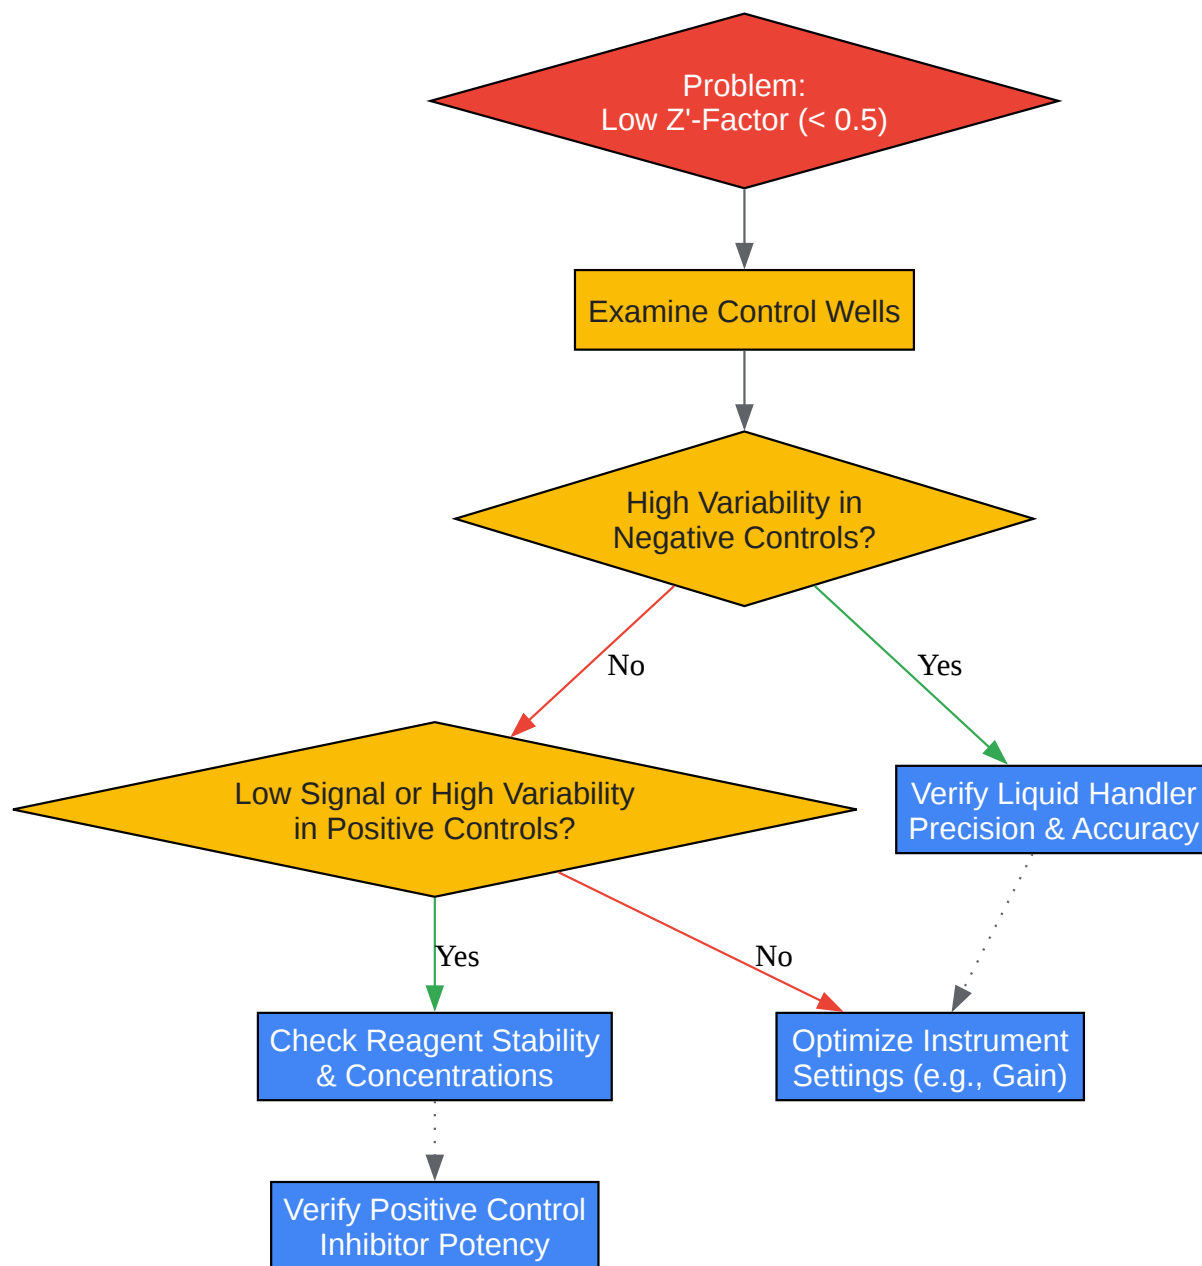 Problem:
Low Z'-Factor (< 0.5)
Examine Control Wells
High Variability in
Negative Controls?
No
Yes
Low Signal or High Variability
in Positive Controls?
Verify Liquid Handler
Precision & Accuracy
Yes
No
Check Reagent Stability
& Concentrations
Optimize Instrument
Settings (e.g., Gain)
Verify Positive Control
Inhibitor Potency